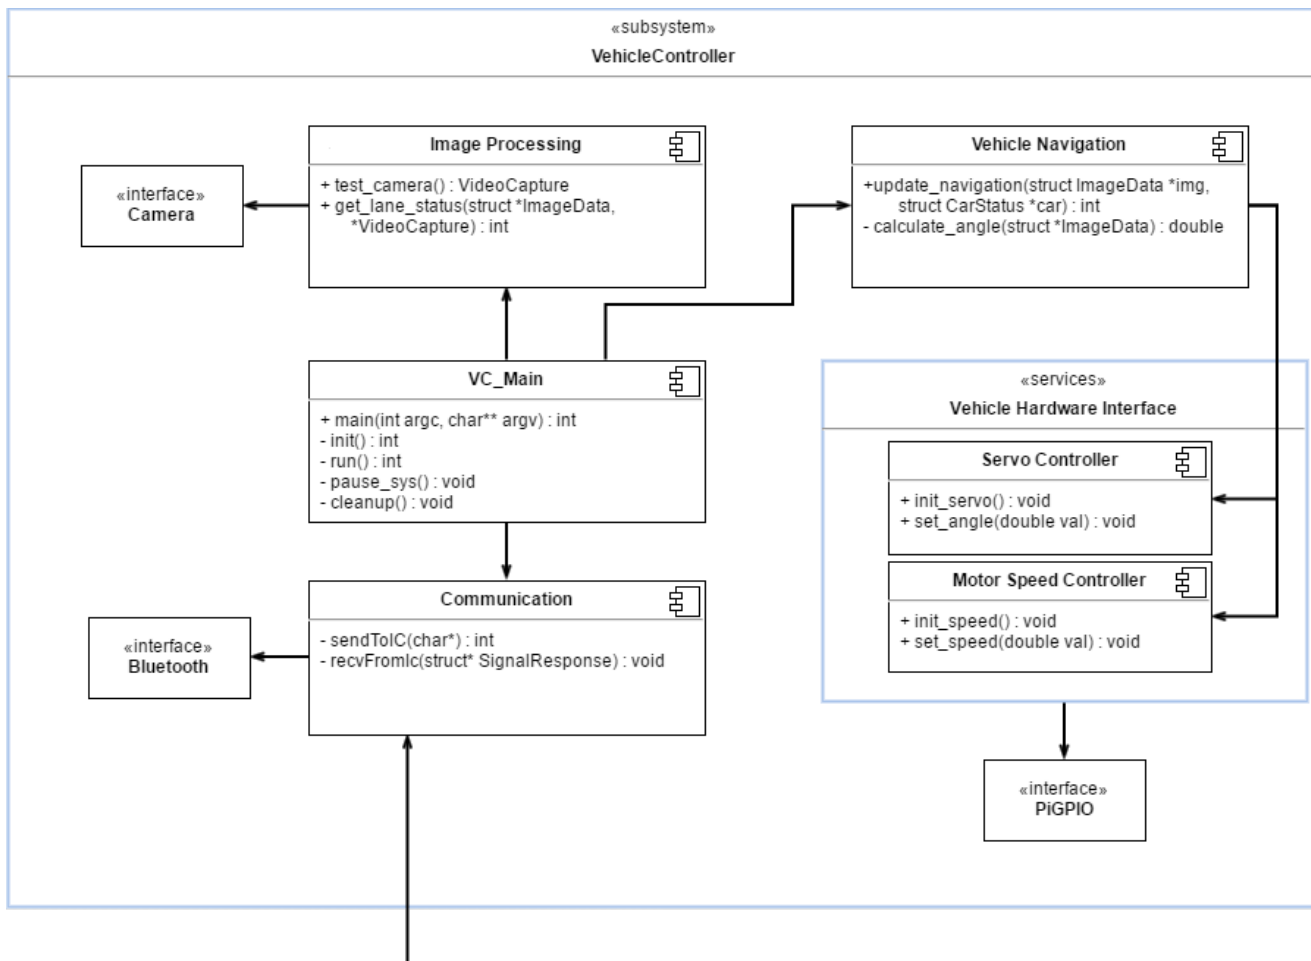 «subsystem»
VehicleController
Image Processing
+ test_camera() : VideoCapture
+ get_lane_status(struct *ImageData,
*VideoCapture) : int
«interface»
Camera
Vehicle Navigation
+update_navigation(struct ImageData *img,
struct CarStatus *car) : int
- calculate_angle(struct *ImageData) : double
VC_Main
+ main(int argc, char** argv) : int
- init() : int
- run() : int
- pause_sys() : void
- cleanup() : void
«services»
Vehicle Hardware Interface
Servo Controller
+ init_servo() : void
+ set_angle(double val) : void
Motor Speed Controller
+ init_speed() : void
+ set_speed(double val) : void
Communication
- sendToIC(char*) : int
- recvFromIc(struct* SignalResponse) : void
«interface»
Bluetooth
«interface»
PiGPIO